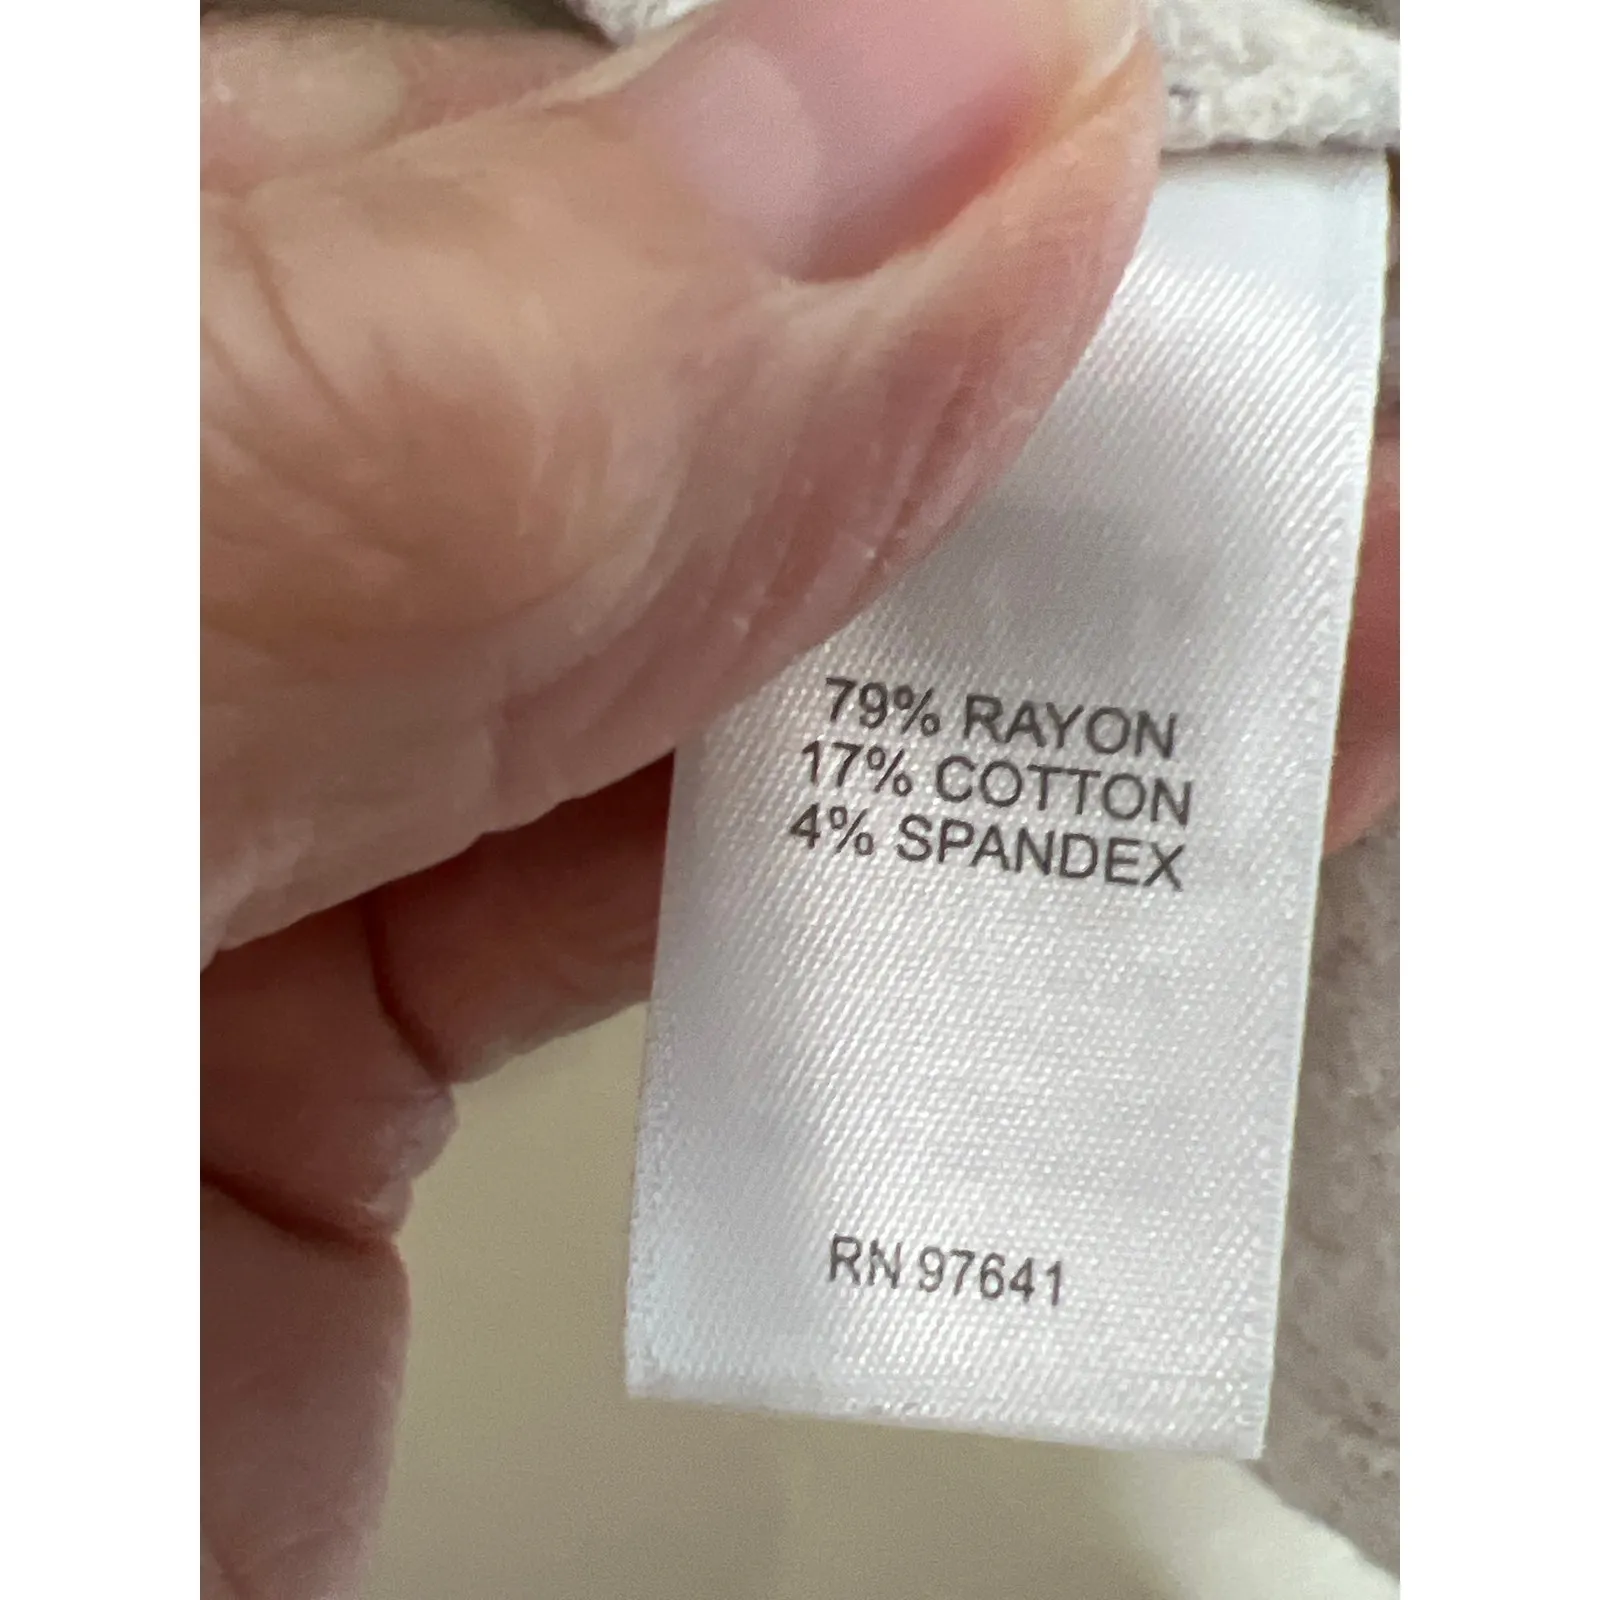 79% RAYON
17% COTTON
4% SPANDEX
RN 97641